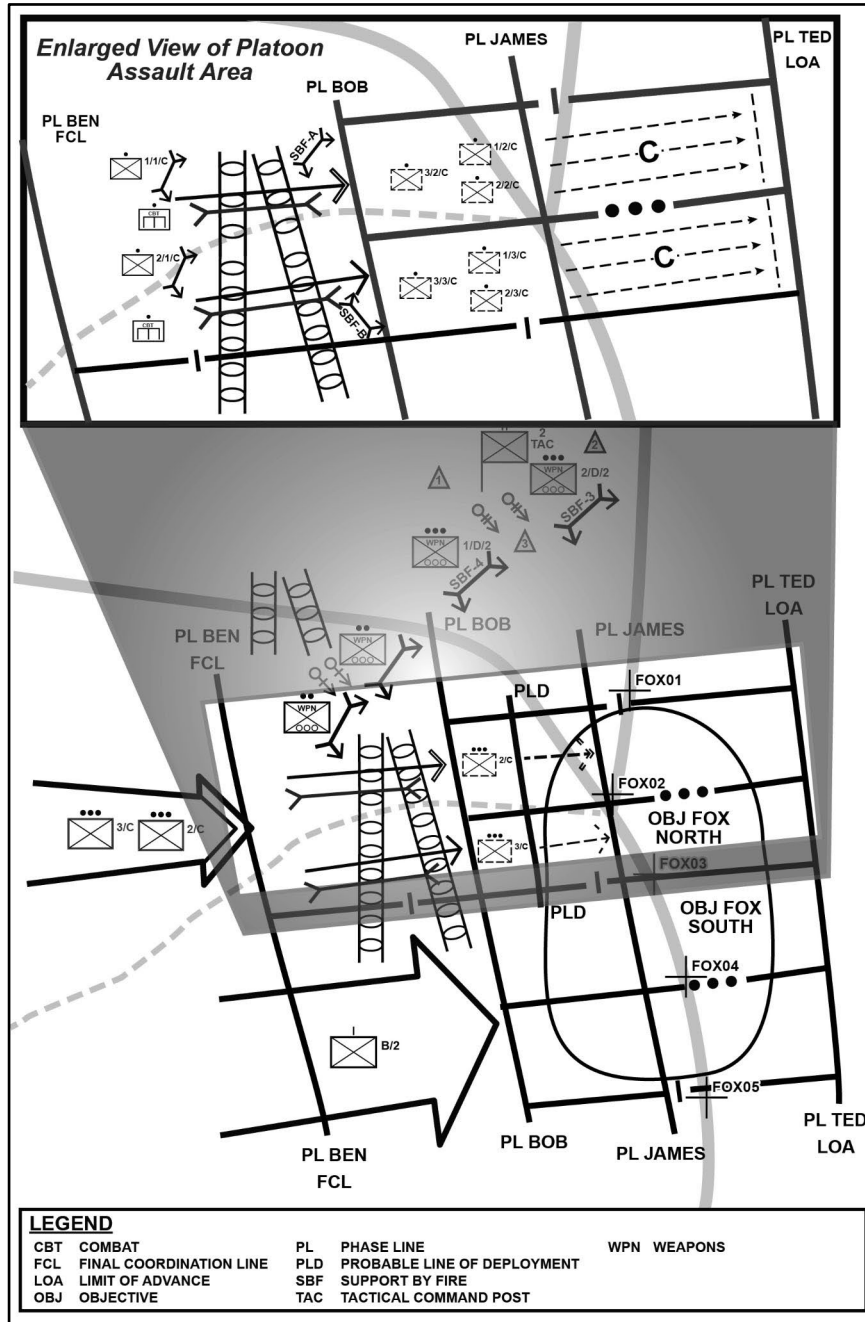 Enlarged View of Platoon
Assault Area
PL JAMES
PL TED
LOA
PL BOB
PL BEN
FCL
1/1/C
SBF-A
CBT
2/1/C
CBT
SBF-B
1/2/C
3/2/C
2/2/C
1/3/C
3/3/C
2/3/C
C
C
2
TAC
2
1
WPN
2/D/2
SBF-3
WPN
1/D/2
3
SBF-4
PL BEN
FCL
PL BOB
PL JAMES
PL TED
LOA
WPN
WPN
PLD
FOX01
2/C
FOX02
3/C
2/C
3/C
OBJ FOX
NORTH
FOX03
PLD
OBJ FOX
SOUTH
FOX04
B/2
FOX05
PL BEN
FCL
PL BOB
PL JAMES
PL TED
LOA
LEGEND
CBT COMBAT PL PHASE LINE WPN WEAPONS
FCL FINAL COORDINATION LINE PLD PROBABLE LINE OF DEPLOYMENT
LOA LIMIT OF ADVANCE SBF SUPPORT BY FIRE
OBJ OBJECTIVE TAC TACTICAL COMMAND POST